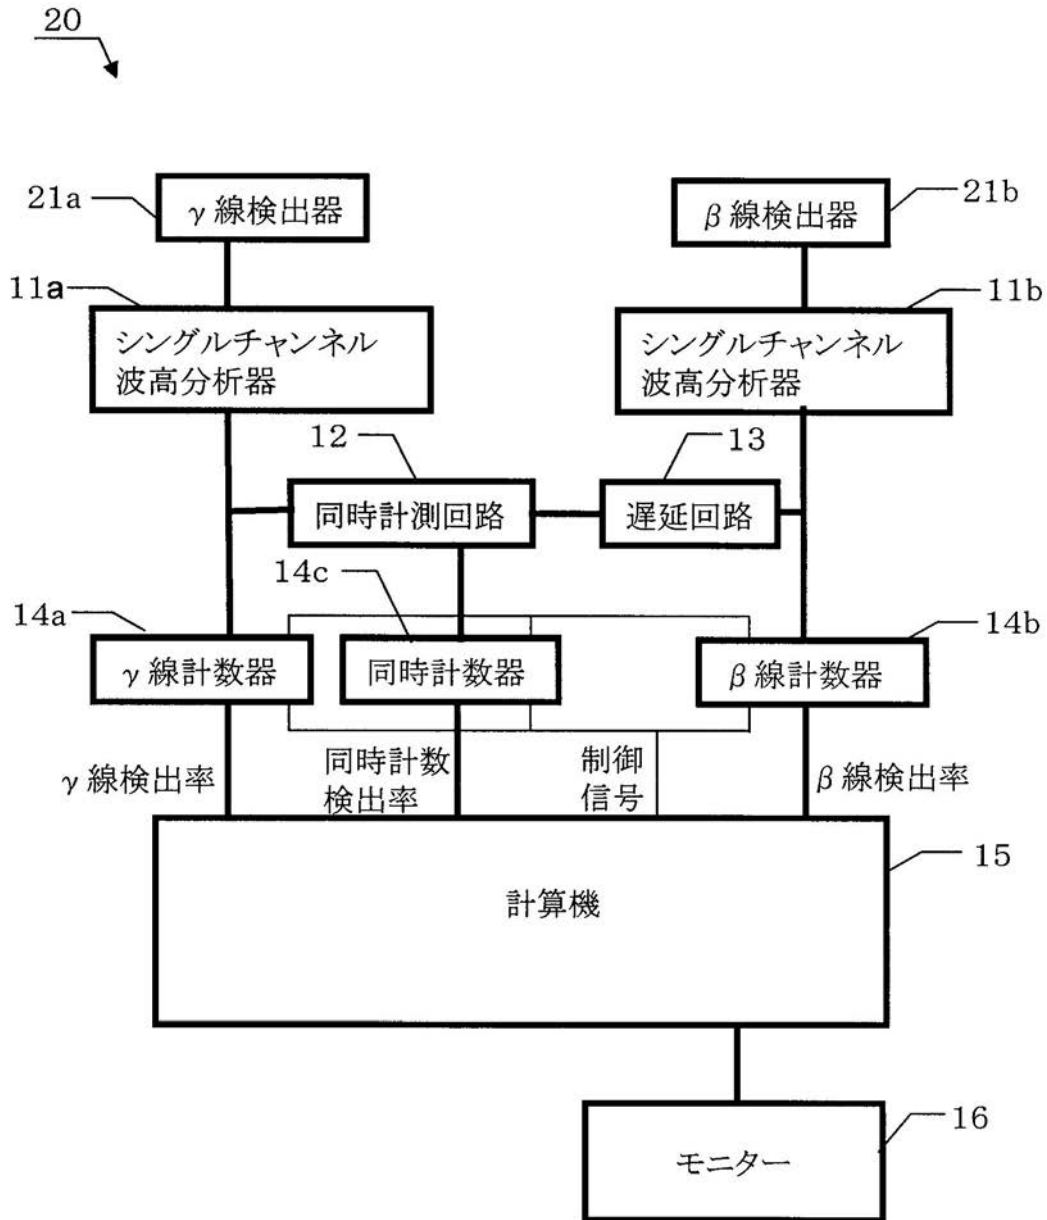 20
21a
γ線検出器
β線検出器
21b
11a
シングルチャンネル
波高分析器
シングルチャンネル
波高分析器
11b
12
同時計測回路
13
遅延回路
14a
γ線計数器
14c
同時計数器
14b
β線計数器
γ線検出率
同時計数
検出率
制御
信号
β線検出率
15
計算機
16
モニター